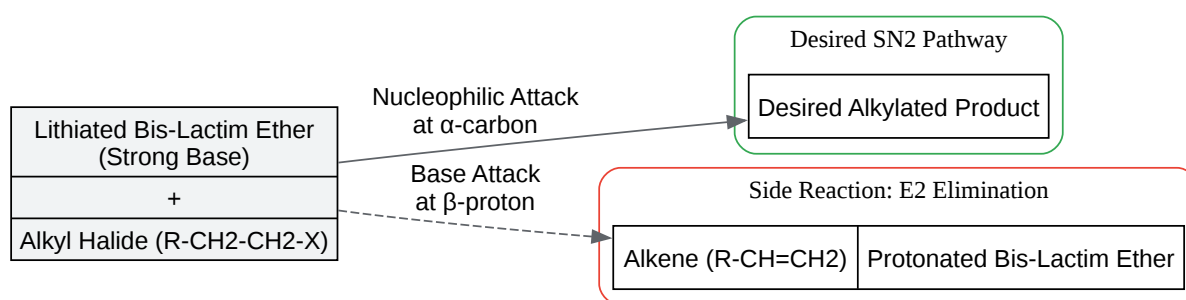 Desired SN2 Pathway
Desired Alkylated Product
Nucleophilic Attack
at α-carbon
Lithiated Bis-Lactim Ether
(Strong Base)
+
Alkyl Halide (R-CH2-CH2-X)
Base Attack
at β-proton
Side Reaction: E2 Elimination
Alkene (R-CH=CH2)
Protonated Bis-Lactim Ether